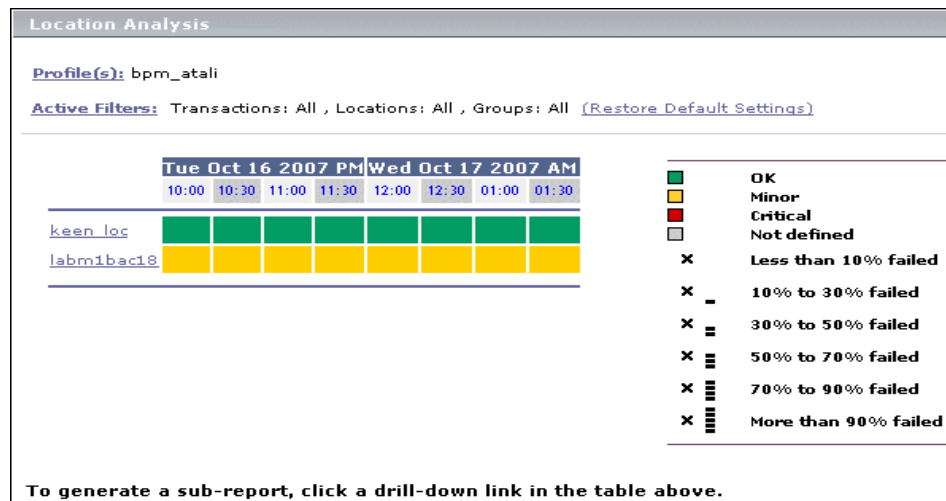 Location Analysis
Profile(s): bpm_atali
Active Filters: Transactions: All , Locations: All , Groups: All (Restore Default Settings)
Tue Oct 16 2007 PM Wed Oct 17 2007 AM
10:00 10:30 11:00 11:30 12:00 12:30 01:00 01:30
keen_loc
labm1bac18
OK
Minor
Critical
Not defined
Less than 10% failed
10% to 30% failed
30% to 50% failed
50% to 70% failed
70% to 90% failed
More than 90% failed
To generate a sub-report, click a drill-down link in the table above.